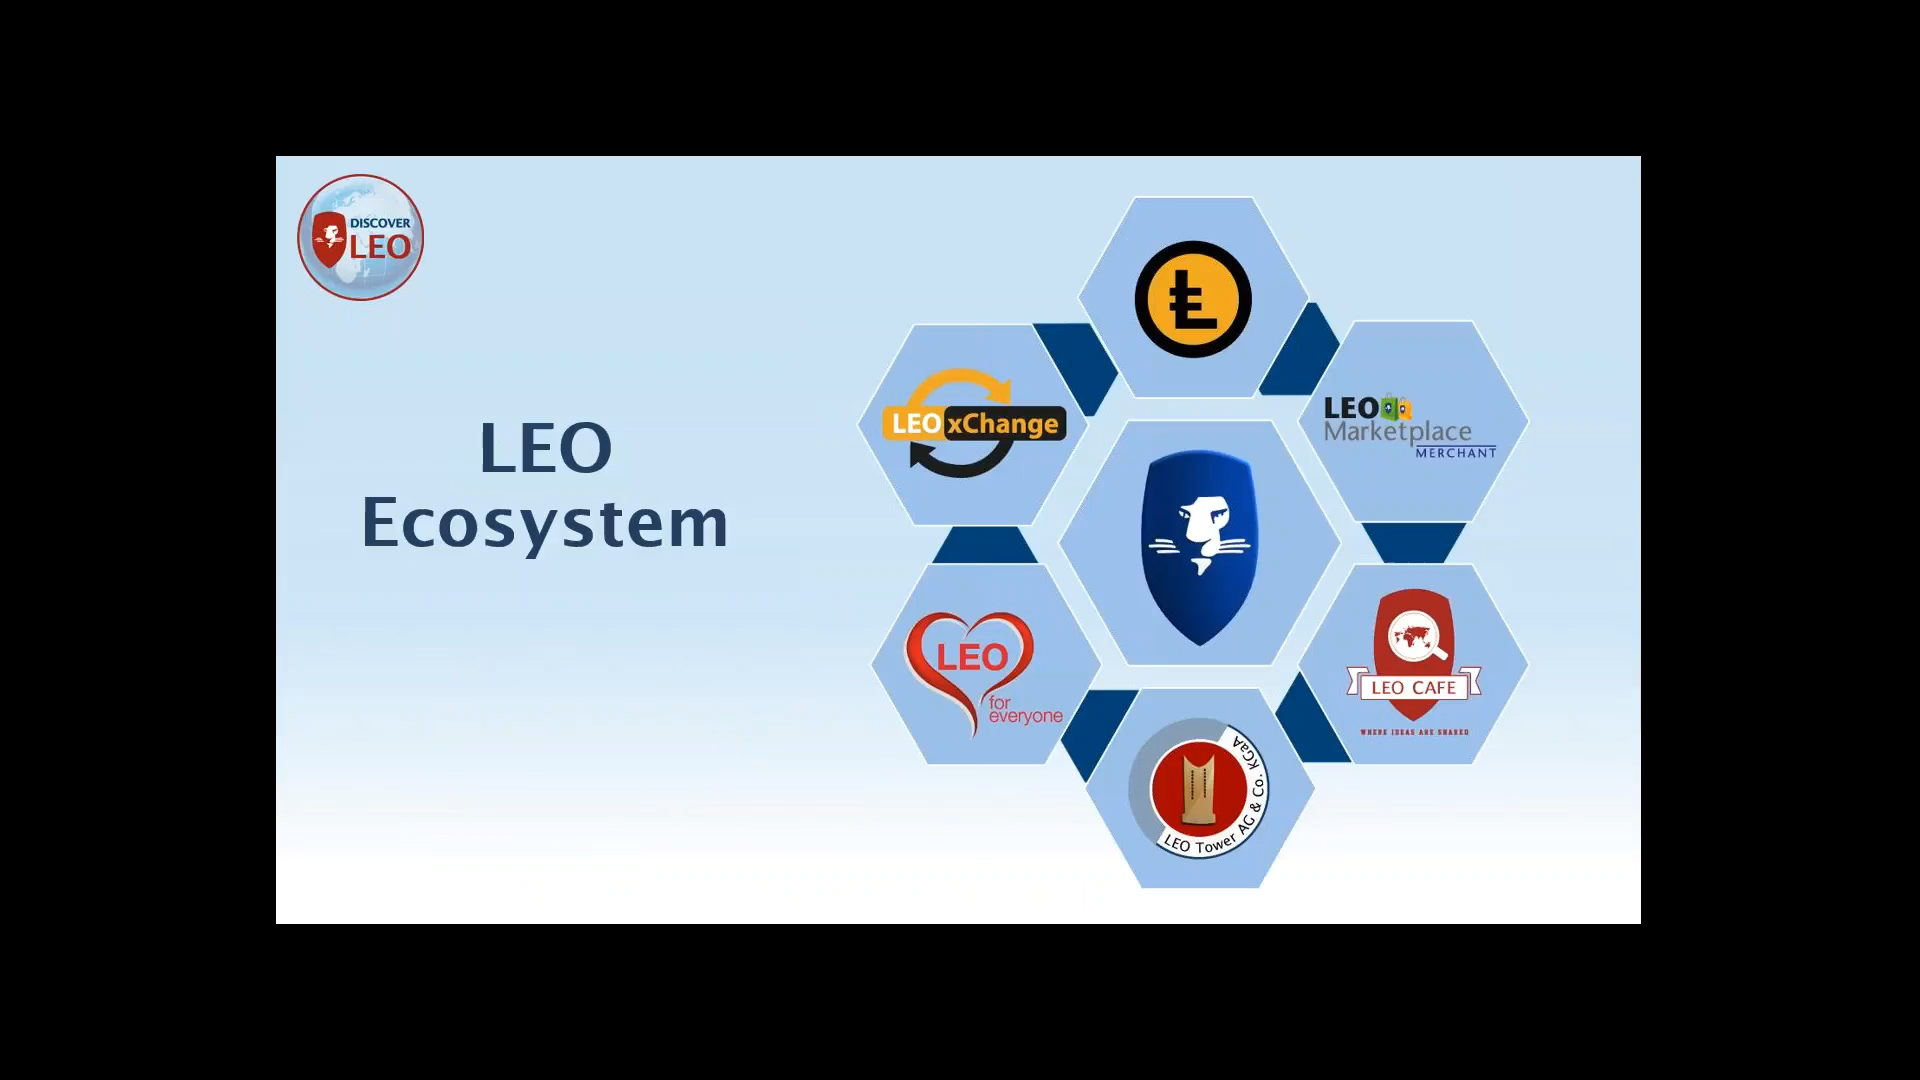 DISCOVER
LEO
LEO
Ecosystem
LEO xChange
LEO
Marketplace
MERCHANT
LEO
for
everyone
LEO CAFE
WHERE IDEAS ARE SHARED
LEO Tower AG & Co. KGaA